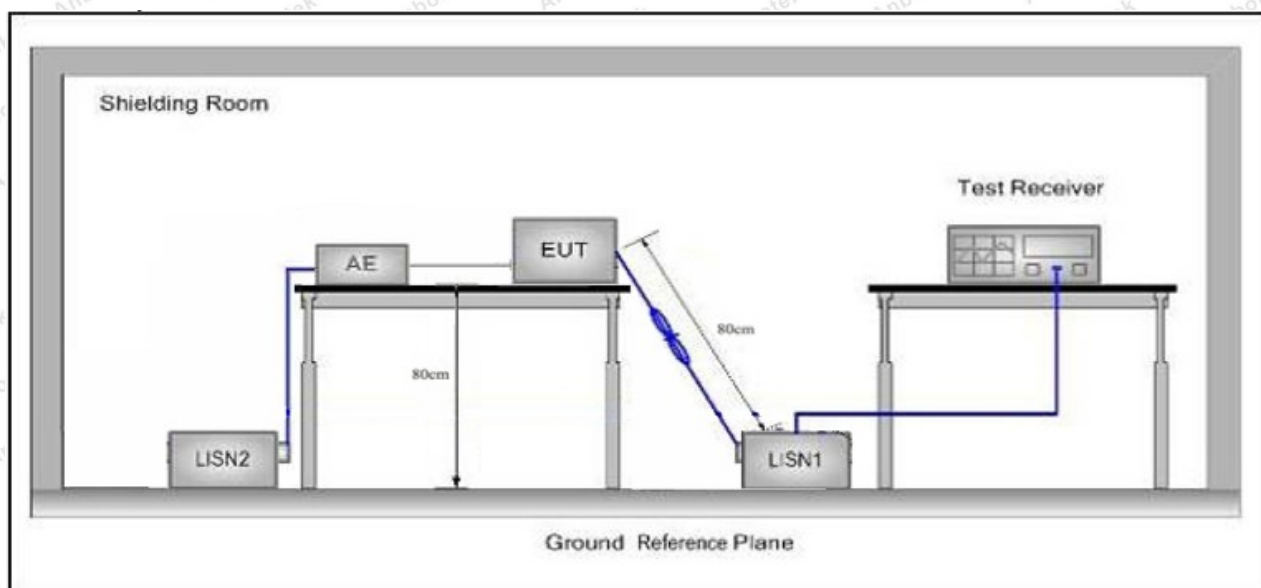 Shielding Room
Test Receiver
EUT
AE
80cm
80cm
LISN2
LISN1
Ground Reference Plane